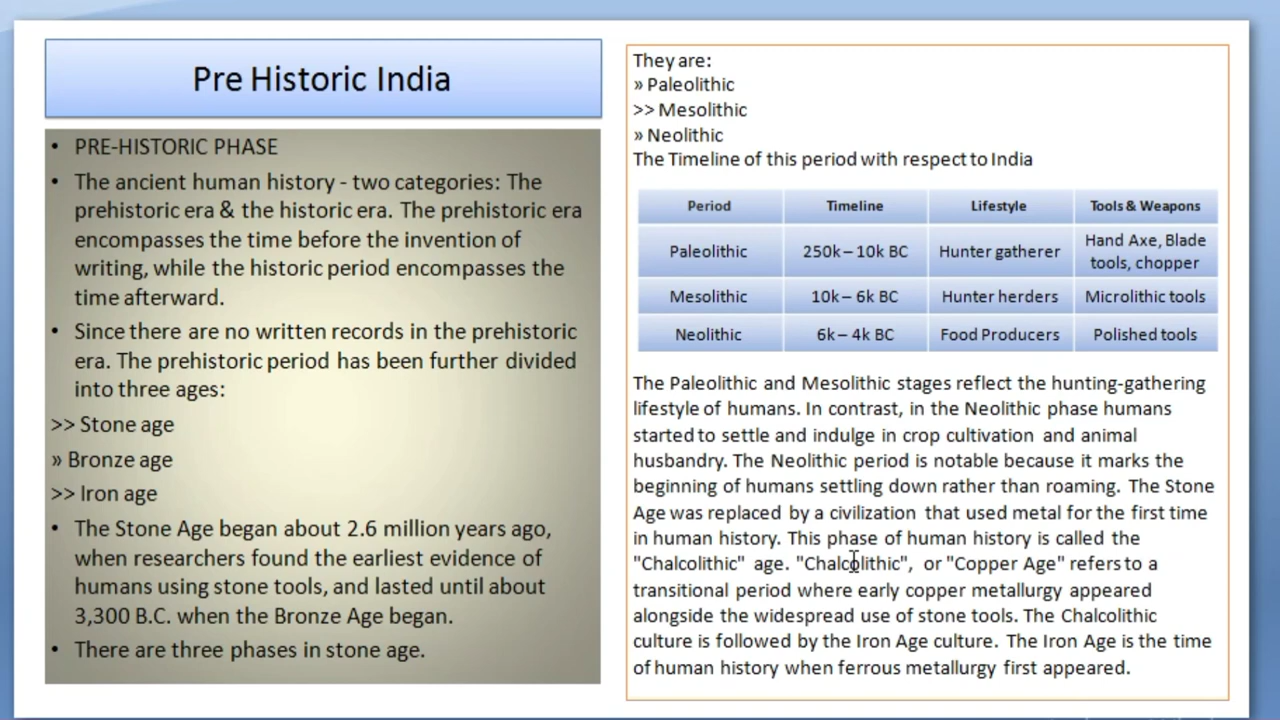 Pre Historic India
• PRE-HISTORIC PHASE
• The ancient human history - two categories: The
prehistoric era & the historic era. The prehistoric era
encompasses the time before the invention of
writing, while the historic period encompasses the
time afterward.
• Since there are no written records in the prehistoric
era. The prehistoric period has been further divided
into three ages:
>> Stone age
» Bronze age
>> Iron age
• The Stone Age began about 2.6 million years ago,
when researchers found the earliest evidence of
humans using stone tools, and lasted until about
3,300 B.C. when the Bronze Age began.
• There are three phases in stone age.
They are:
» Paleolithic
>> Mesolithic
» Neolithic
The Timeline of this period with respect to India
Period Timeline Lifestyle Tools & Weapons
Paleolithic 250k – 10k BC Hunter gatherer Hand Axe, Blade
tools, chopper
Mesolithic 10k – 6k BC Hunter herders Microlithic tools
Neolithic 6k – 4k BC Food Producers Polished tools
The Paleolithic and Mesolithic stages reflect the hunting-gathering
lifestyle of humans. In contrast, in the Neolithic phase humans
started to settle and indulge in crop cultivation and animal
husbandry. The Neolithic period is notable because it marks the
beginning of humans settling down rather than roaming. The Stone
Age was replaced by a civilization that used metal for the first time
in human history. This phase of human history is called the
"Chalcolithic" age. "Chalcolithic", or "Copper Age" refers to a
transitional period where early copper metallurgy appeared
alongside the widespread use of stone tools. The Chalcolithic
culture is followed by the Iron Age culture. The Iron Age is the time
of human history when ferrous metallurgy first appeared.